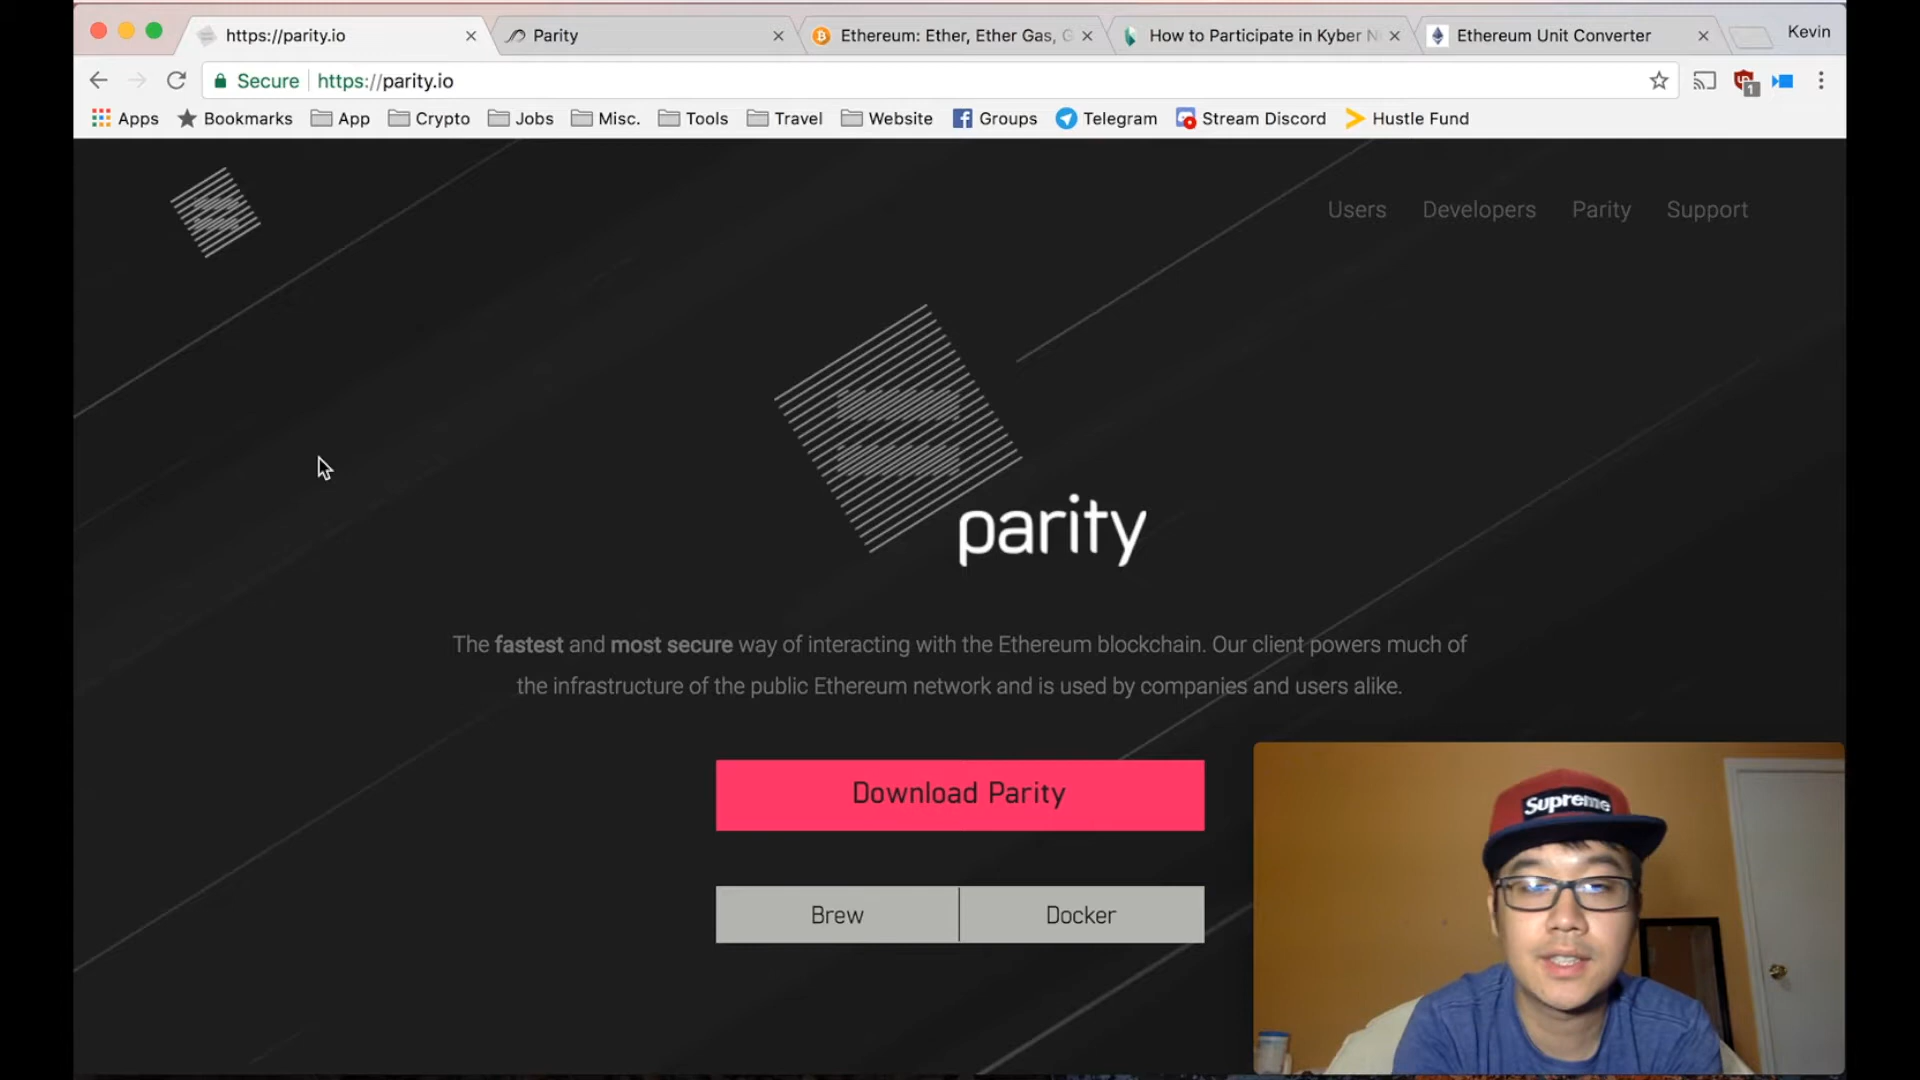 https://parity.io
Parity
Ethereum: Ether, Ether Gas,
How to Participate in Kyber
Ethereum Unit Converter
Kevin
Secure
https://parity.io
1
Apps
Bookmarks
App
Crypto
Jobs
Misc.
Tools
Travel
Website
Groups
Telegram
Stream Discord
Hustle Fund
Users
Developers
Parity
Support
parity
The fastest and most secure way of interacting with the Ethereum blockchain. Our client powers much of
the infrastructure of the public Ethereum network and is used by companies and users alike.
Download Parity
Brew
Docker
Supreme